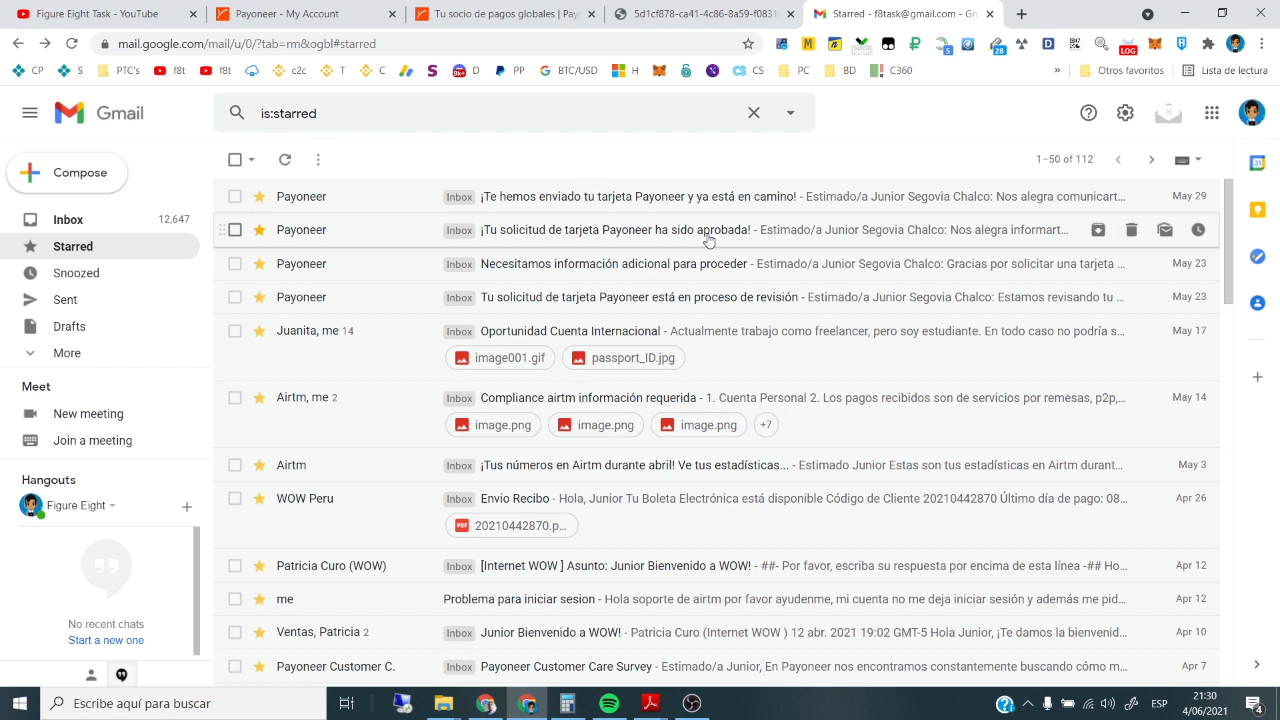 Figure Eight Task - YouTube
Payoneer - My Account
Tu socio de pagos globales | Pay
5d1cf878-ca41-4c86-8a59-f0831
Starred - f8task@gmail.com - Gm
mail.google.com/mail/u/0/?tab=rm&ogbl#starred
CP
S
PTC's
f8t
f8t
c2c
T
C
S
D
PP
BTC/USD
H
CS
PC
BD
C360
»
Otros favoritos
Lista de lectura
Gmail
is:starred
Compose
1–50 of 112
Inbox 12,647
Starred
Snoozed
Sent
Drafts
More
Meet
New meeting
Join a meeting
Hangouts
Figure Eight
No recent chats
Start a new one
Payoneer Inbox ¡Te hemos enviado tu tarjeta Payoneer y ya está en camino! - Estimado/a Junior Segovia Chalco: Nos alegra comunicart... May 29
Payoneer Inbox ¡Tu solicitud de tarjeta Payoneer ha sido aprobada! - Estimado/a Junior Segovia Chalco: Nos alegra informart...
Payoneer Inbox Necesitamos información adicional para proceder - Estimado/a Junior Segovia Chalco: Gracias por solicitar una tarjeta ... May 23
Payoneer Inbox Tu solicitud de tarjeta Payoneer está en proceso de revisión - Estimado/a Junior Segovia Chalco: Estamos revisando tu ... May 23
Juanita, me 14 Inbox Oportunidad Cuenta Internacional - Actualmente trabajo como freelancer, pero soy estudiante. En todo caso no podría s... May 17
image001.gif passport_ID.jpg
Airtm, me 2 Inbox Compliance airtm información requerida - 1. Cuenta Personal 2. Los pagos recibidos son de servicios por remesas, p2p,... May 14
image.png image.png image.png +7
Airtm Inbox ¡Tus números en Airtm durante abril! Ve tus estadísticas... - Estimado Junior Estas son tus estadísticas en Airtm durant... May 3
WOW Peru Inbox Envio Recibo - Hola, Junior Tu Boleta Electrónica está disponible Código de Cliente 20210442870 Último día de pago: 08... Apr 26
20210442870.p...
Patricia Curo (WOW) Inbox [Internet WOW ] Asunto: Junior Bienvenido a WOW! - ##- Por favor, escriba su respuesta por encima de esta línea -## Ho... Apr 12
me Problema para iniciar sesion - Hola soporte de airtm por favor ayudenme, mi cuenta no me deja iniciar sesión y además me pid... Apr 12
Ventas, Patricia 2 Inbox Junior Bienvenido a WOW! - Patricia Curo (Internet WOW ) 12 abr. 2021 19:02 GMT-5 Hola Junior, ¡Te damos la bienvenid... Apr 10
Payoneer Customer C. Inbox Payoneer Customer Care Survey - Estimado/a Junior, En Payoneer nos encontramos constantemente buscando cómo m... Apr 7
Escribe aquí para buscar
ESP
21:30
4/06/2021